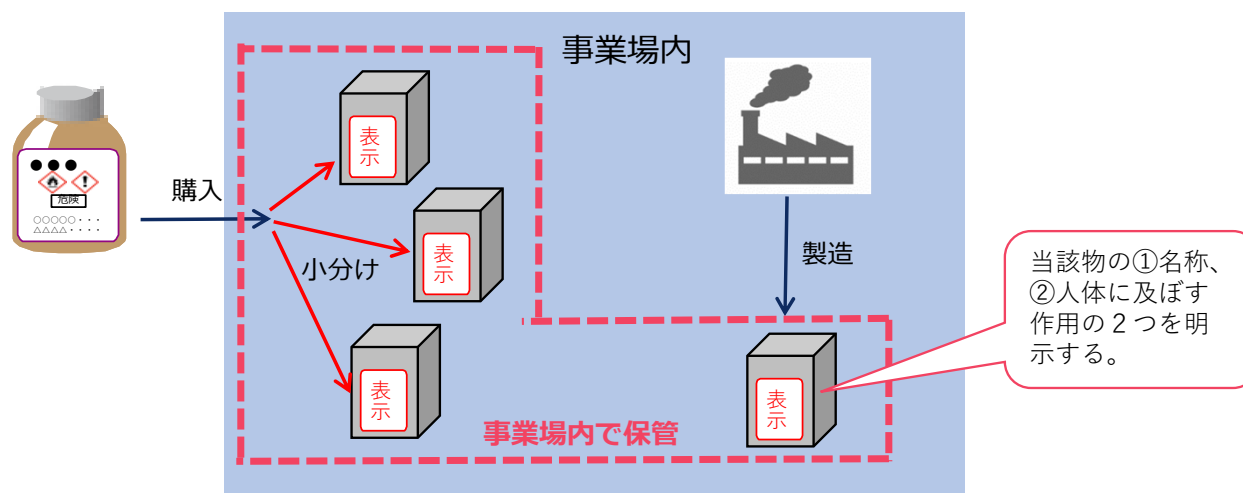 事業場内
●●●
危険
○○○○○・・・
△△△△・・・・
購入
小分け
表
示
表
示
表
示
製造
表
示
事業場内で保管
当該物の①名称、
②人体に及ぼす
作用の２つを明
示する。